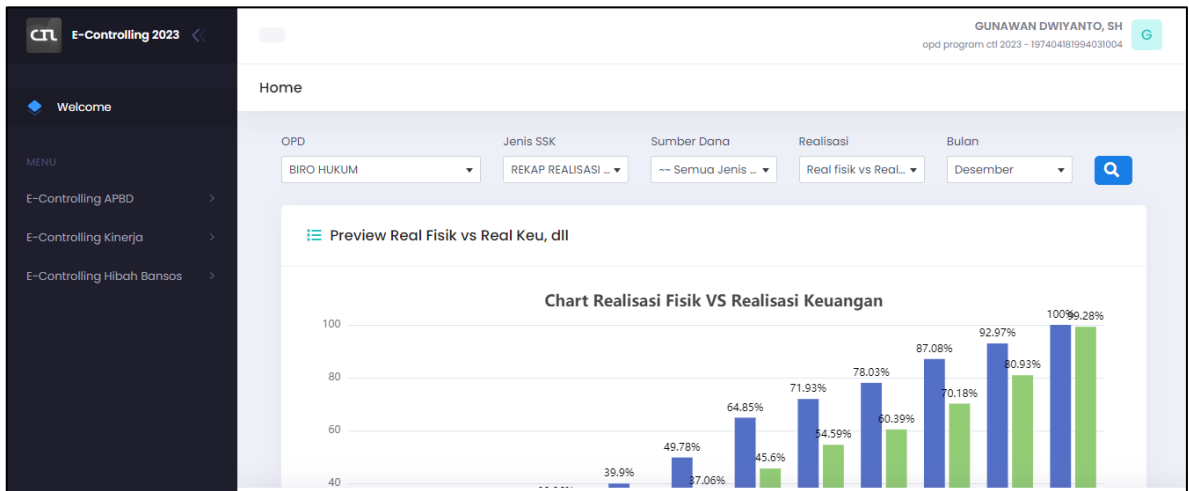 CTL E-Controlling 2023
GUNAWAN DWIYANTO, SH
opd program ctl 2023 - 197404181994031004
G
Home
Welcome
MENU
E-Controlling APBD
E-Controlling Kinerja
E-Controlling Hibah Bansos
OPD Jenis SSK Sumber Dana Realisasi Bulan
BIRO HUKUM REKAP REALISASI ... ~~ Semua Jenis ... Real fisik vs Real... Desember
Preview Real Fisik vs Real Keu, dll
Chart Realisasi Fisik VS Realisasi Keuangan
100
80
60
40
39.9%
49.78% 37.06%
64.85% 45.6%
71.93% 54.59%
78.03% 60.39%
87.08% 70.18%
92.97% 80.93%
100% 99.28%